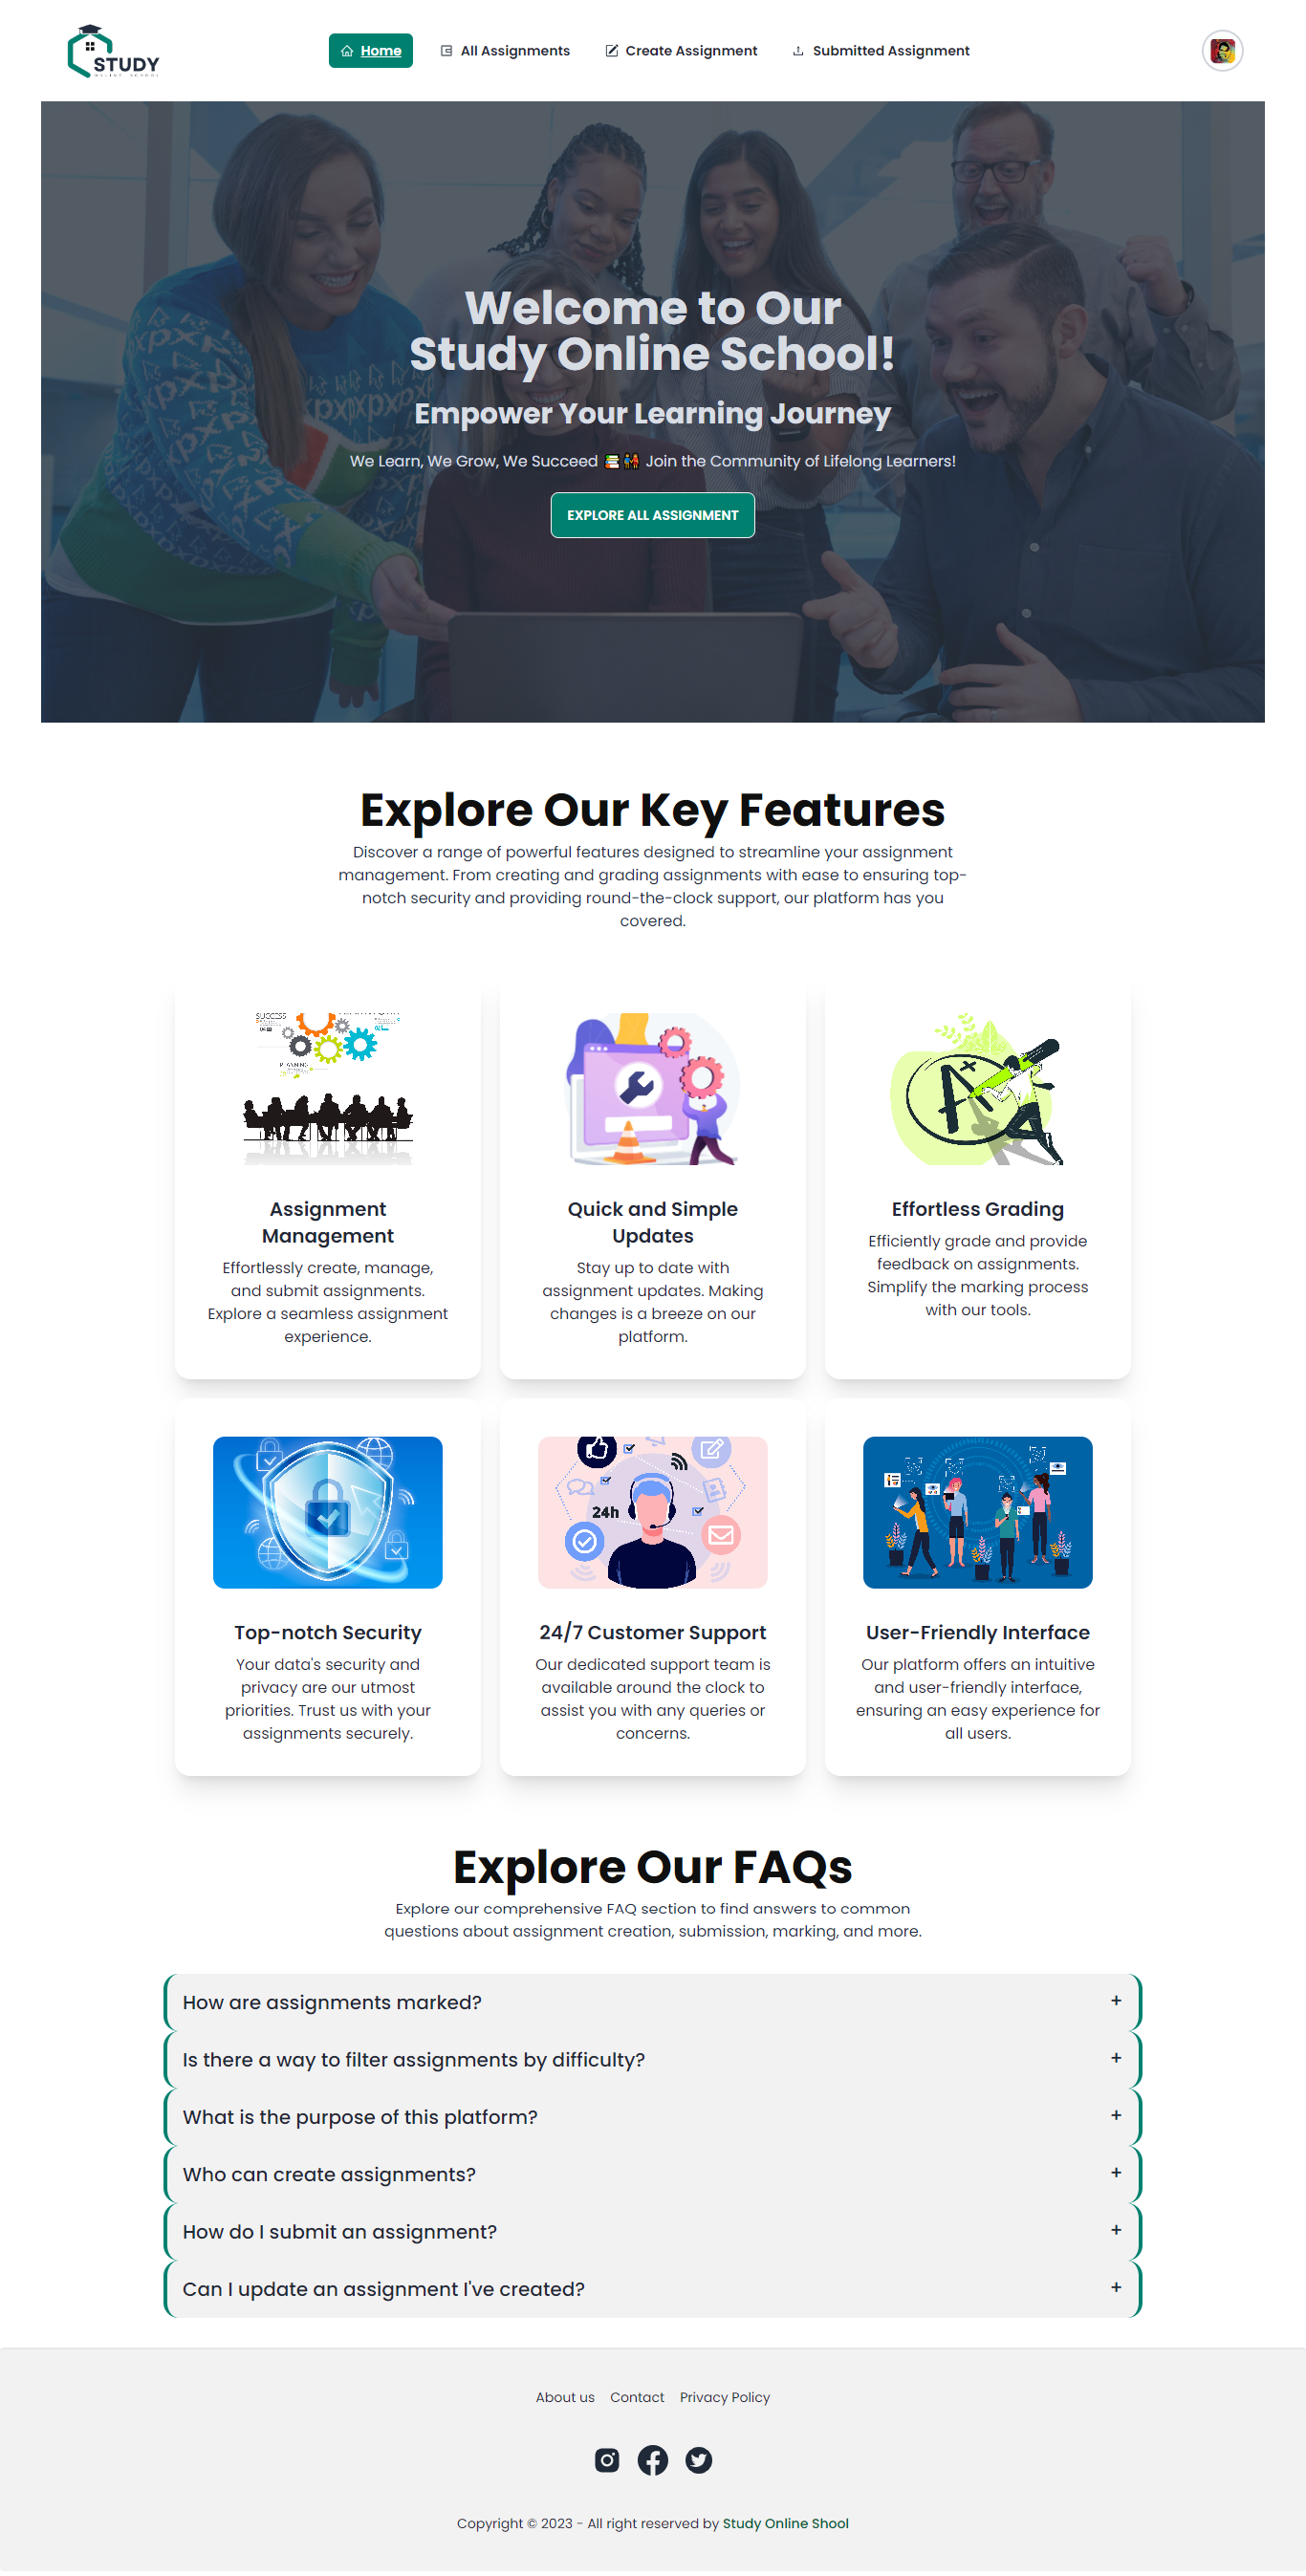 STUDY
ONLINE SCHOOL
Home
All Assignments
Create Assignment
Submitted Assignment
Welcome to Our
Study Online School!
Empower Your Learning Journey
We Learn, We Grow, We Succeed 📚👫 Join the Community of Lifelong Learners!
EXPLORE ALL ASSIGNMENT
Explore Our Key Features
Discover a range of powerful features designed to streamline your assignment
management. From creating and grading assignments with ease to ensuring top-
notch security and providing round-the-clock support, our platform has you
covered.
SUCCESS
PLANNING
A+
Assignment
Management
Effortlessly create, manage,
and submit assignments.
Explore a seamless assignment
experience.
Quick and Simple
Updates
Stay up to date with
assignment updates. Making
changes is a breeze on our
platform.
Effortless Grading
Efficiently grade and provide
feedback on assignments.
Simplify the marking process
with our tools.
24h
Top-notch Security
Your data's security and
privacy are our utmost
priorities. Trust us with your
assignments securely.
24/7 Customer Support
Our dedicated support team is
available around the clock to
assist you with any queries or
concerns.
User-Friendly Interface
Our platform offers an intuitive
and user-friendly interface,
ensuring an easy experience for
all users.
Explore Our FAQs
Explore our comprehensive FAQ section to find answers to common
questions about assignment creation, submission, marking, and more.
How are assignments marked? +
Is there a way to filter assignments by difficulty? +
What is the purpose of this platform? +
Who can create assignments? +
How do I submit an assignment? +
Can I update an assignment I've created? +
About us Contact Privacy Policy
Copyright © 2023 - All right reserved by Study Online Shool